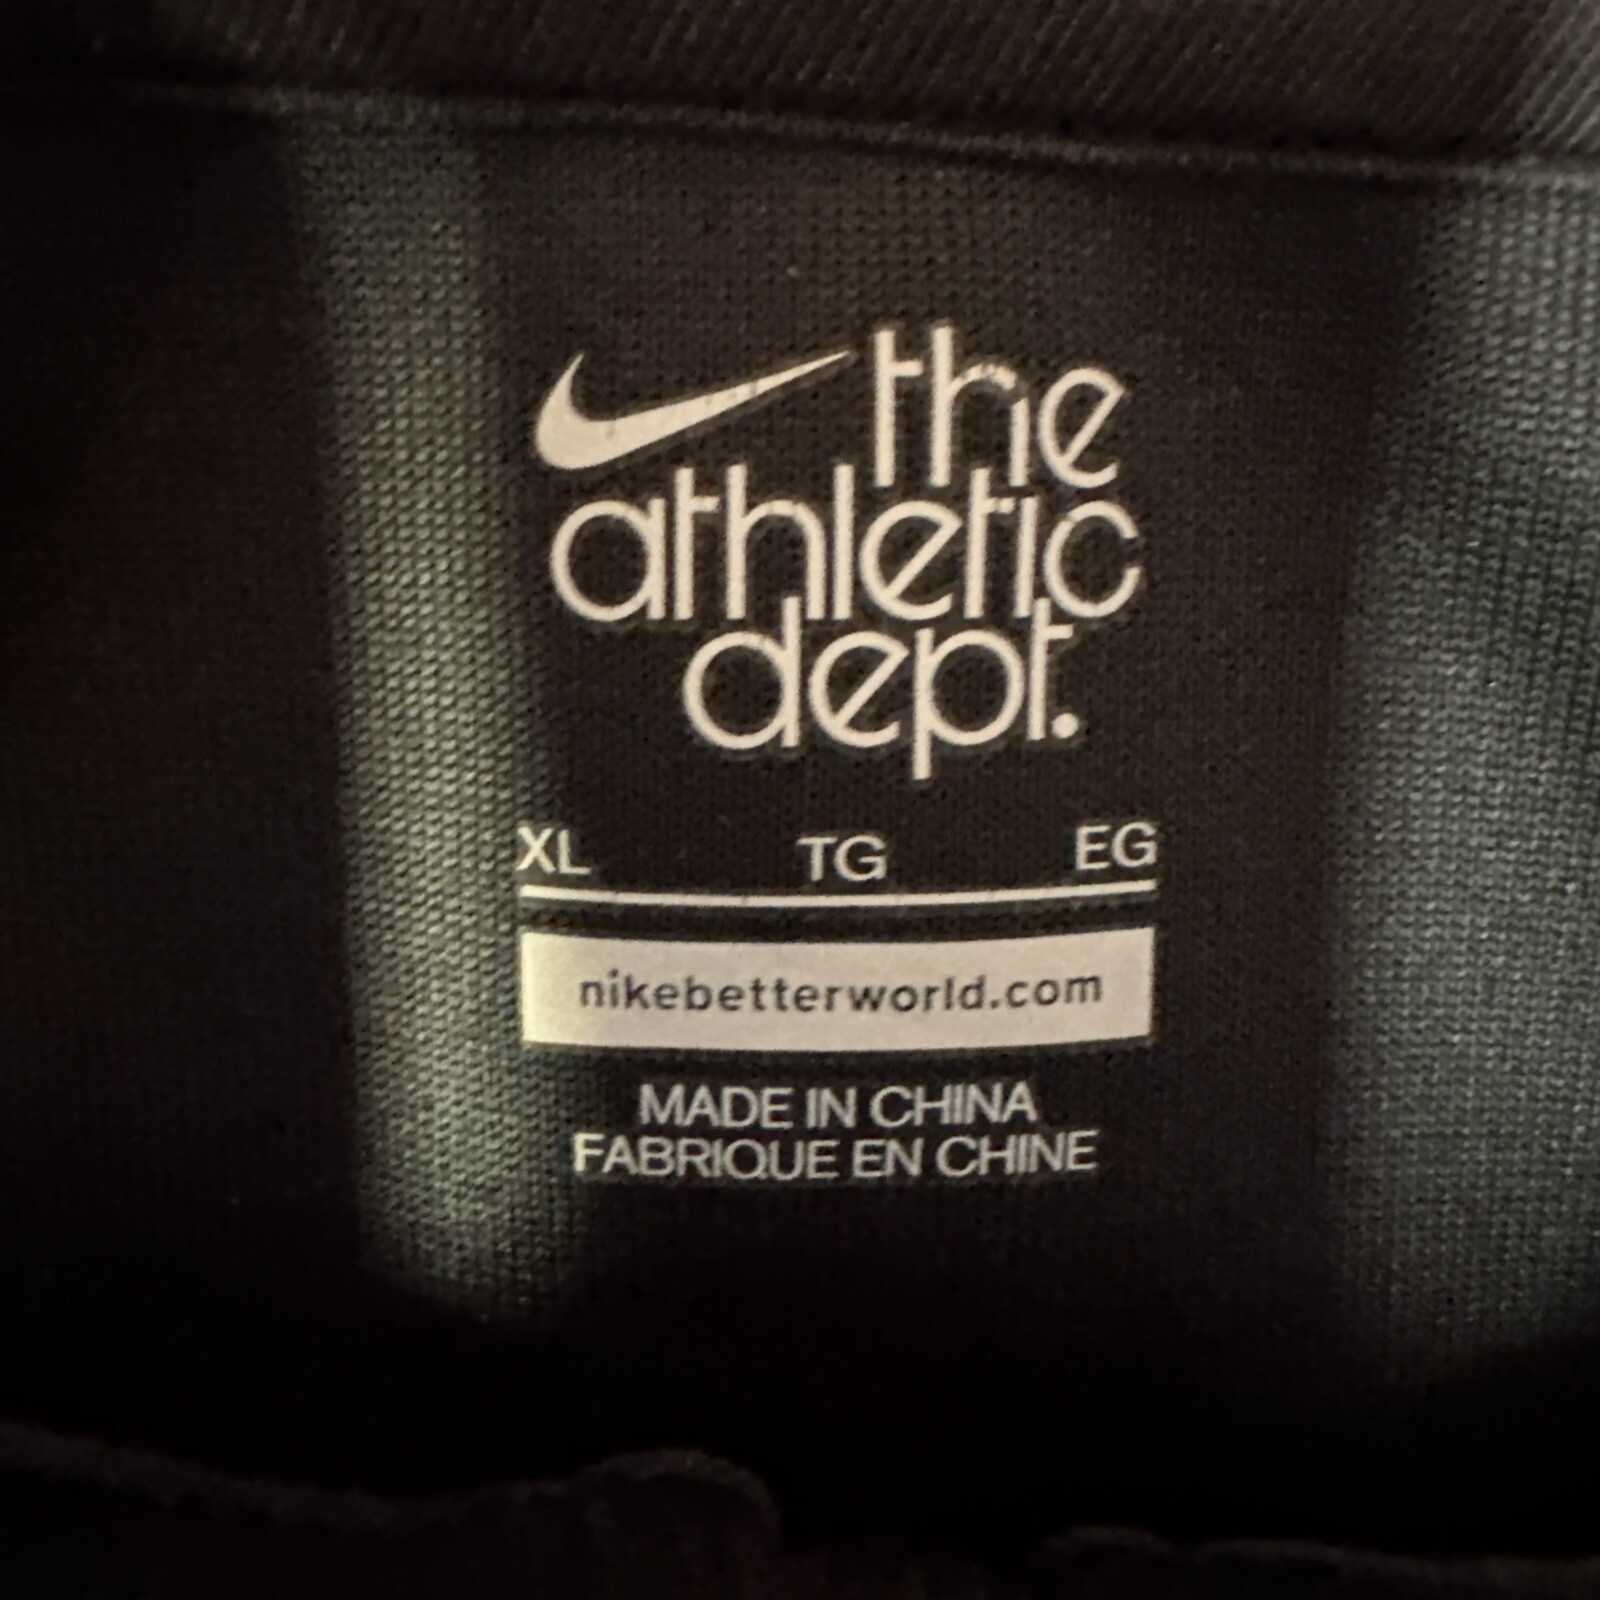 the
athletic
dept.
XL TG EG
nikebetterworld.com
MADE IN CHINA
FABRIQUE EN CHINE